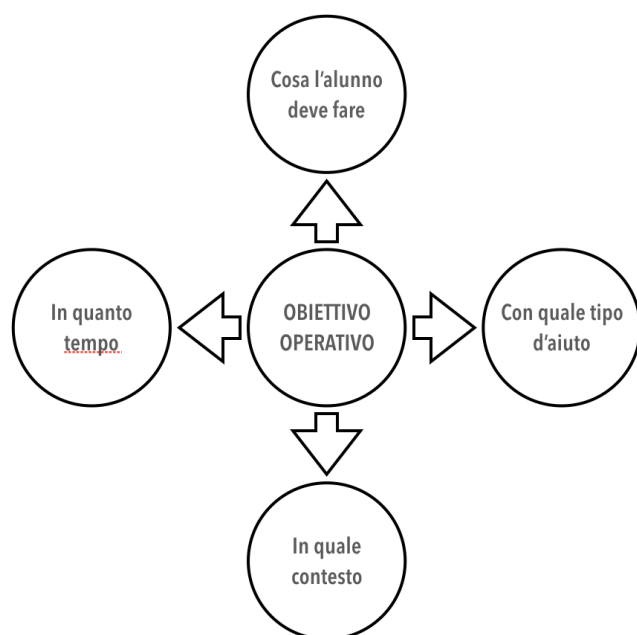 Cosa l'alunno
deve fare
In quanto
tempo
OBIETTIVO
OPERATIVO
Con quale tipo
d'aiuto
In quale
contesto